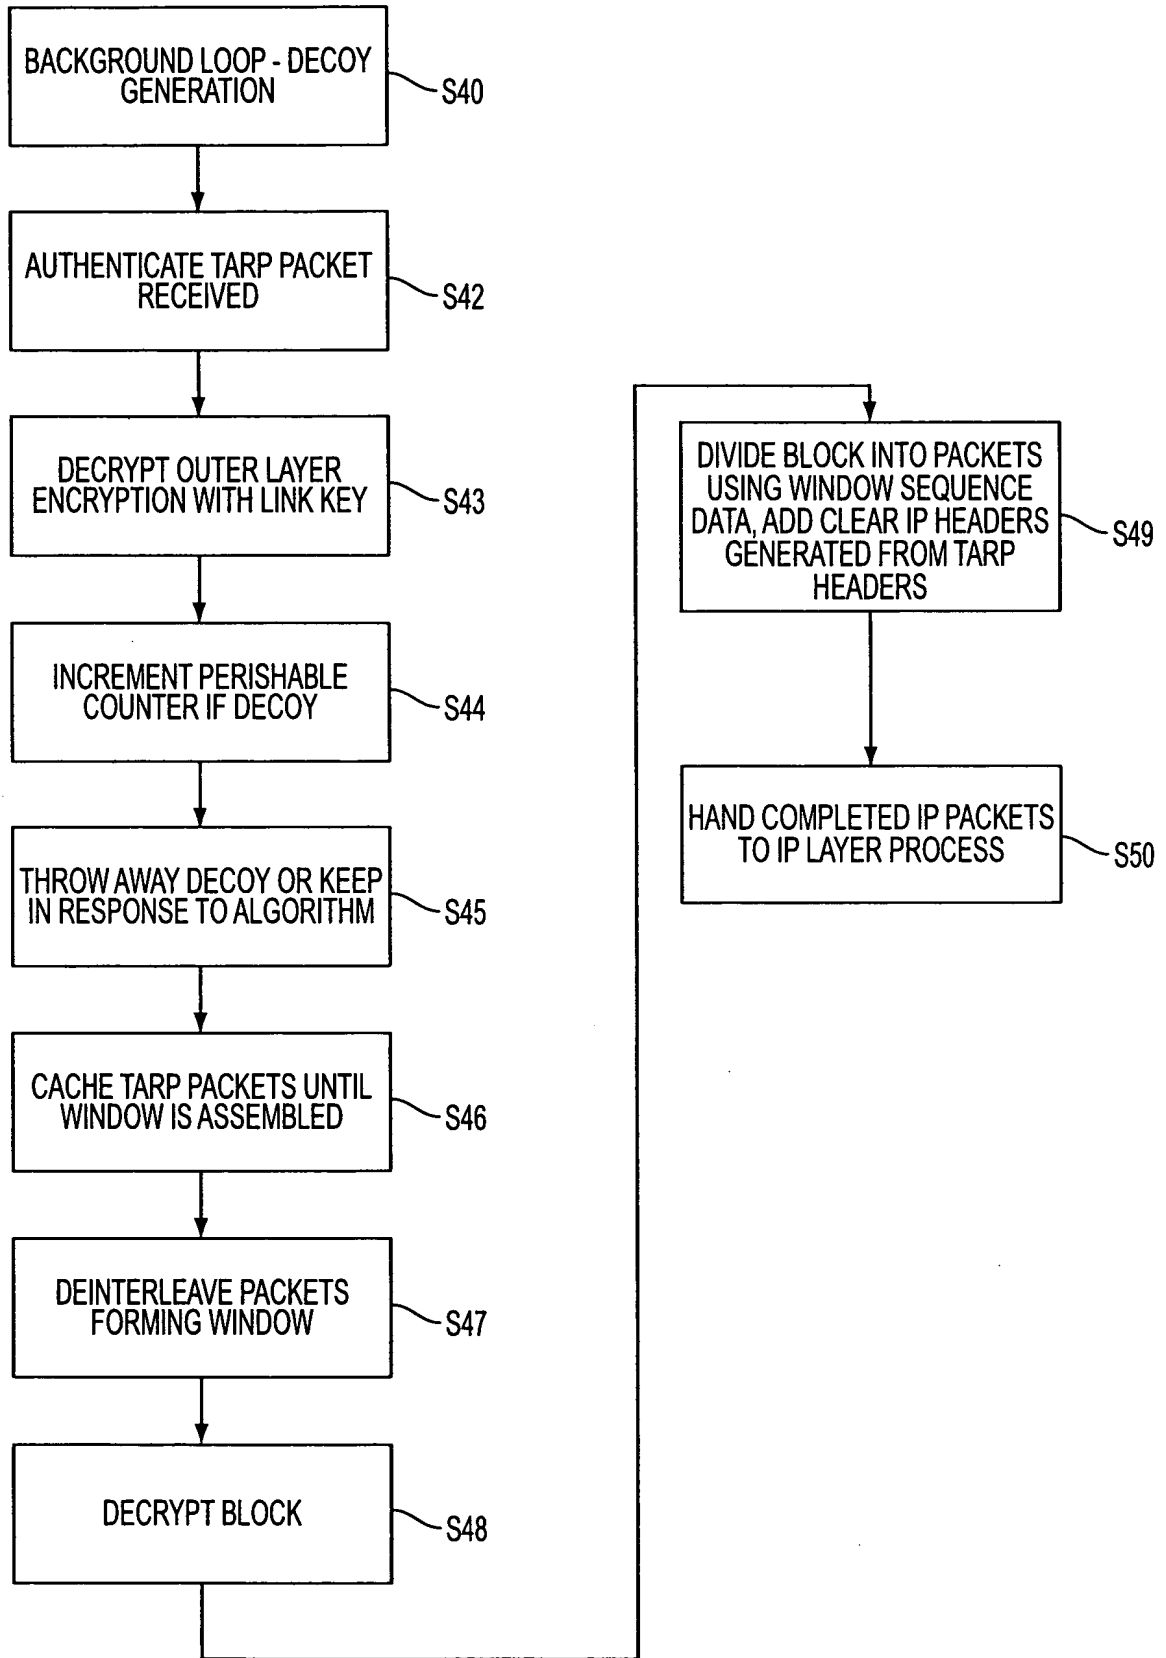 BACKGROUND LOOP - DECOY
GENERATION
S40
AUTHENTICATE TARP PACKET
RECEIVED
S42
DECRYPT OUTER LAYER
ENCRYPTION WITH LINK KEY
S43
INCREMENT PERISHABLE
COUNTER IF DECOY
S44
THROW AWAY DECOY OR KEEP
IN RESPONSE TO ALGORITHM
S45
CACHE TARP PACKETS UNTIL
WINDOW IS ASSEMBLED
S46
DEINTERLEAVE PACKETS
FORMING WINDOW
S47
DECRYPT BLOCK
S48
DIVIDE BLOCK INTO PACKETS
USING WINDOW SEQUENCE
DATA, ADD CLEAR IP HEADERS
GENERATED FROM TARP
HEADERS
S49
HAND COMPLETED IP PACKETS
TO IP LAYER PROCESS
S50